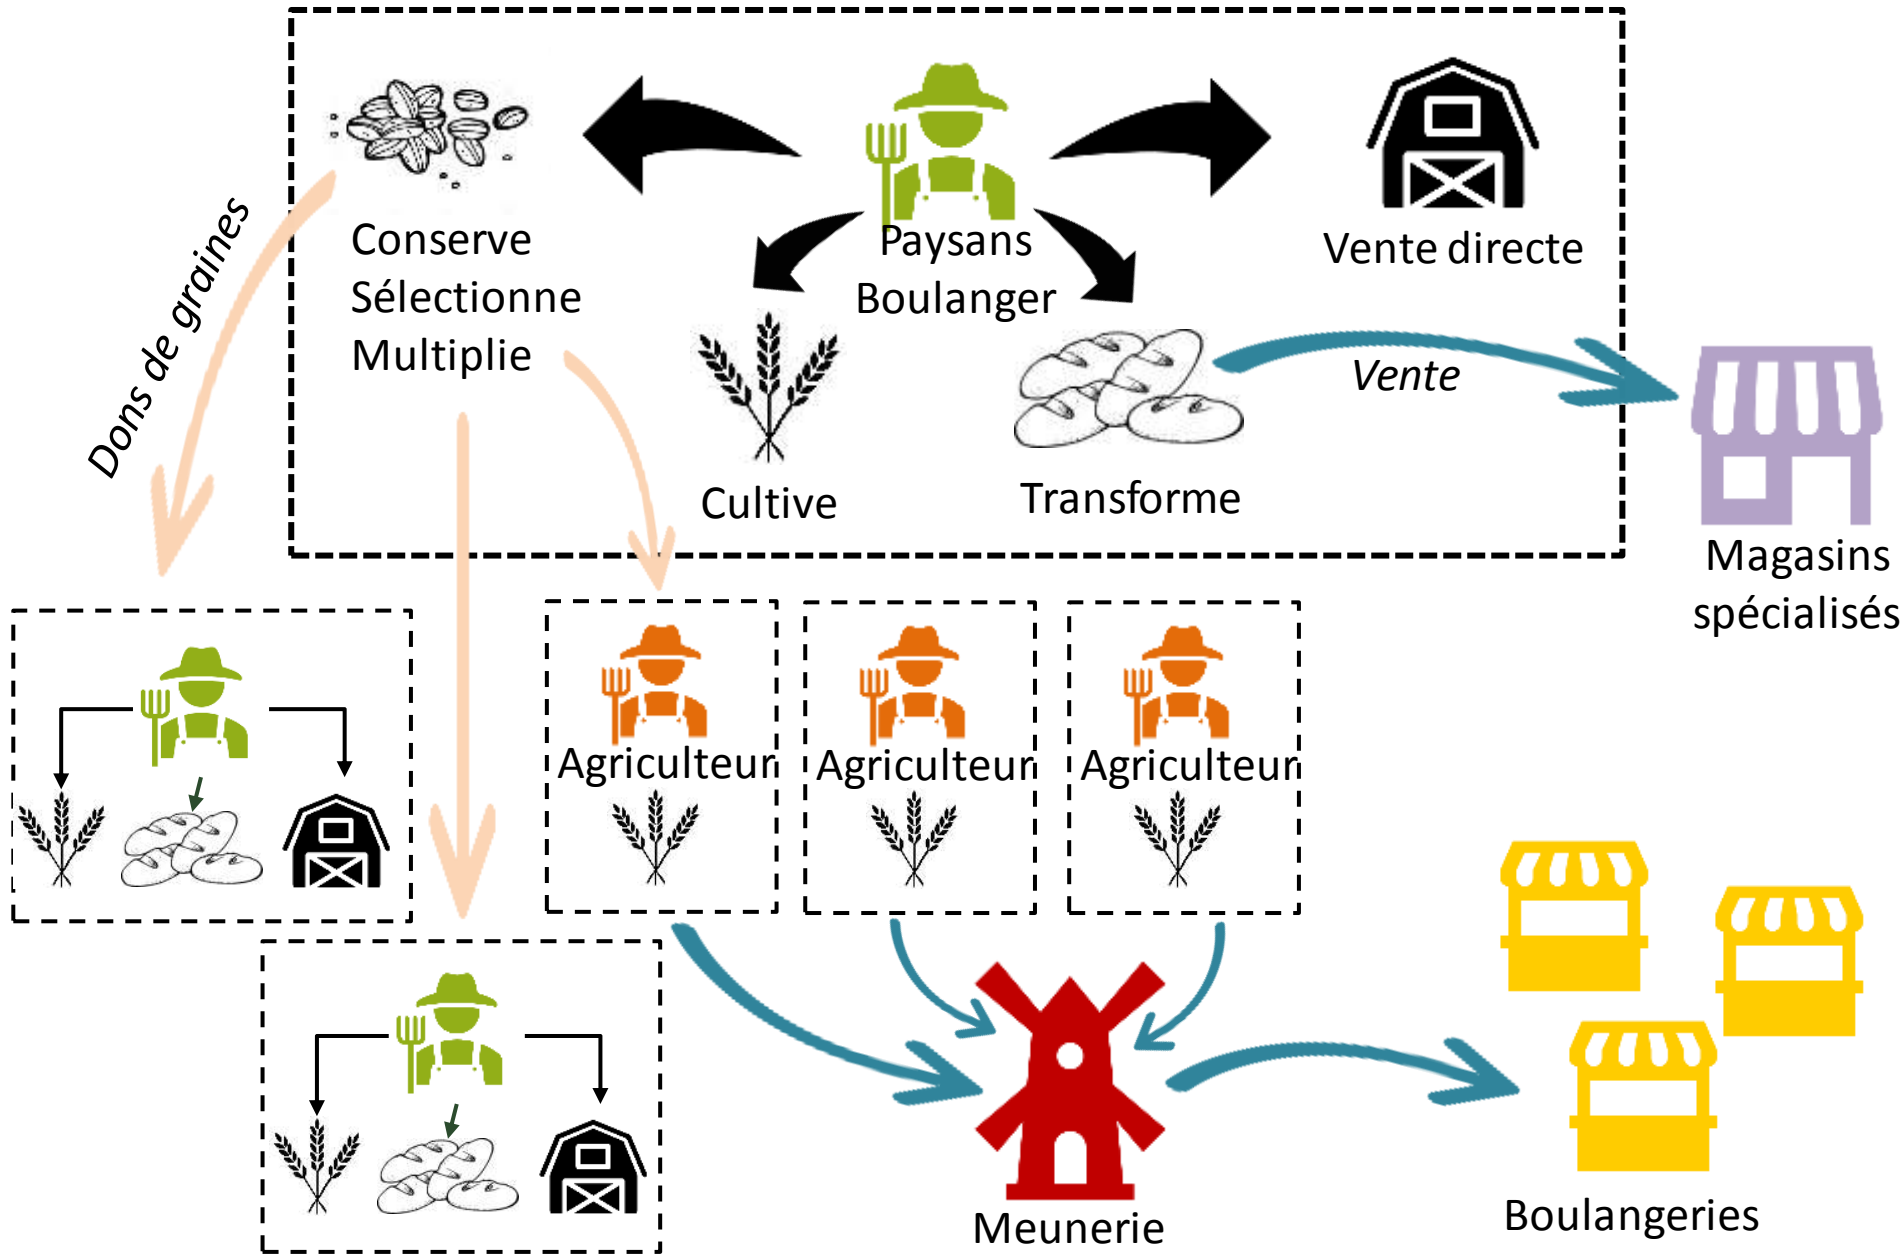 Conserve
Sélectionne
Multiplie
Paysans
Boulanger
Vente directe
Dons de graines
Vente
Cultive
Transforme
Magasins
spécialisés
Agriculteur
Agriculteur
Agriculteur
Meunerie
Boulangeries